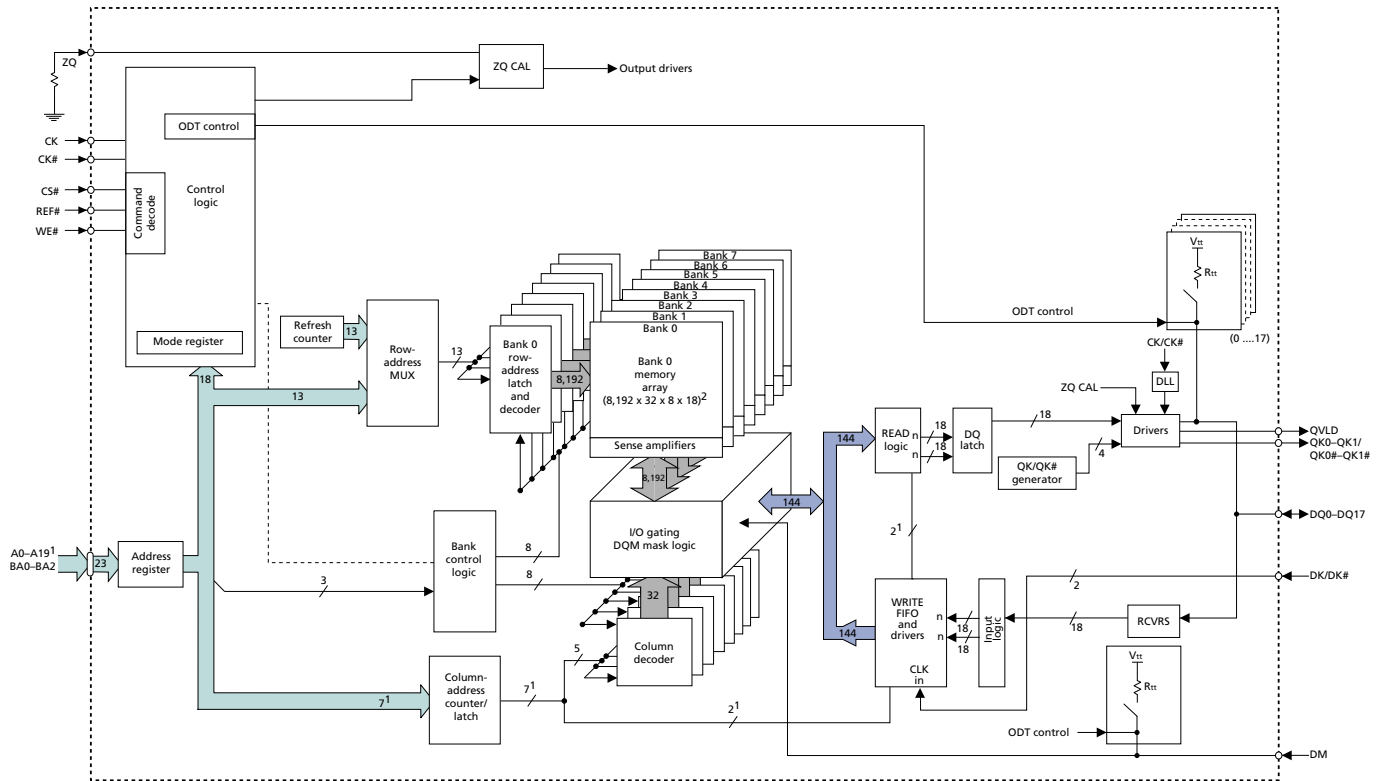 ZQ
ZQ CAL
Output drivers
ODT control
CK
CK#
CS#
REF#
WE#
Command
decode
Control
logic
Mode register
18
Refresh
counter
13
Row-
address
MUX
13
13
Bank 0
row-
address
latch
and
decoder
8,192
Bank 7
Bank 6
Bank 5
Bank 4
Bank 3
Bank 2
Bank 1
Bank 0
Bank 0
memory
array
(8,192 x 32 x 8 x 18)2
Sense amplifiers
8,192
I/O gating
DQM mask logic
32
Column
decoder
A0–A191
BA0–BA2
23
Address
register
3
Bank
control
logic
8
8
71
Column-
address
counter/
latch
71
5
21
144
144
144
READ
logic
n
n
18
18
DQ
latch
18
QK/QK#
generator
4
ZQ CAL
Drivers
CK/CK#
DLL
ODT control
Vtt
Rtt
(0 ....17)
QVLD
QK0–QK1/
QK0#–QK1#
DQ0–DQ17
21
WRITE
FIFO
and
drivers
n
n
CLK
in
18
18
Input
logic
2
DK/DK#
18
RCVRS
Vtt
Rtt
ODT control
DM